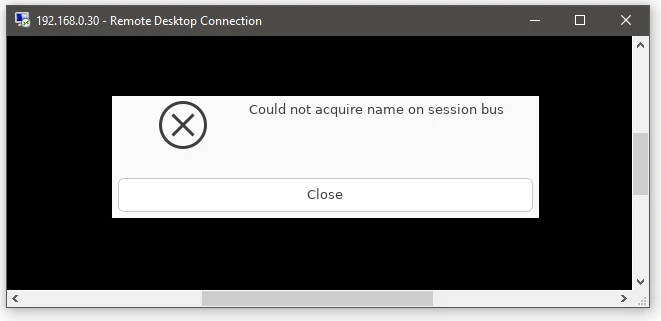 192.168.0.30 - Remote Desktop Connection
Could not acquire name on session bus
Close